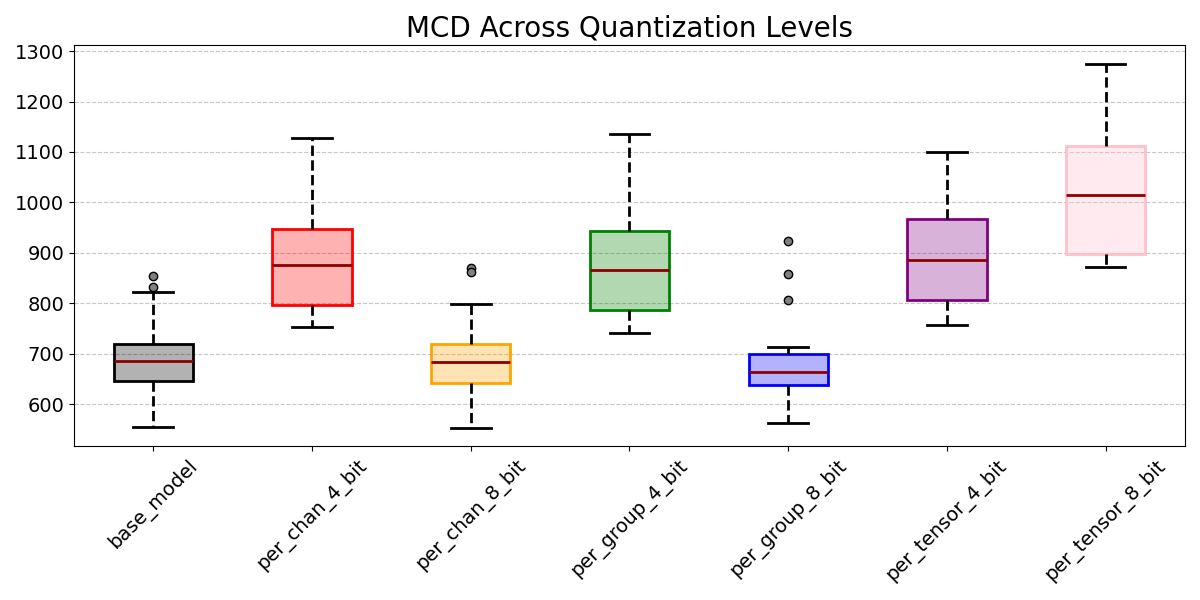 MCD Across Quantization Levels
1300
1200
1100
1000
900
800
700
600
base_model
per_chan_4_bit
per_chan_8_bit
per_group_4_bit
per_group_8_bit
per_tensor_4_bit
per_tensor_8_bit